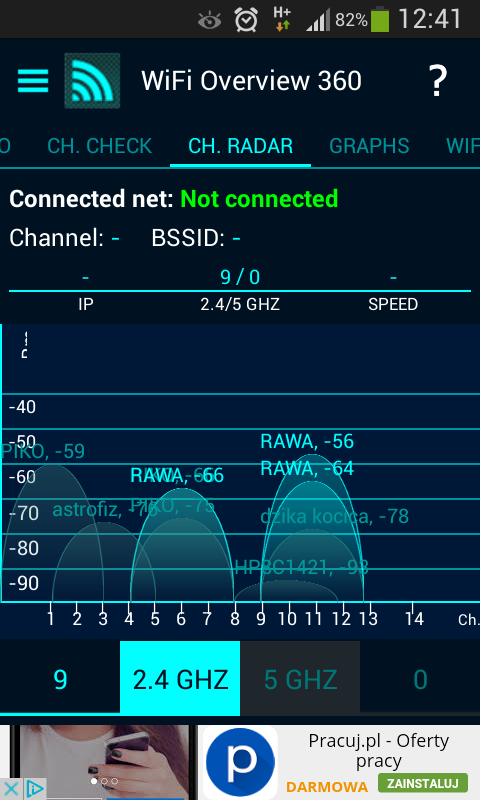 H+ 82% 12:41
WiFi Overview 360 ?
O CH. CHECK CH. RADAR GRAPHS WIF
Connected net: Not connected
Channel: - BSSID: -
- 9 / 0 -
IP 2.4/5 GHZ SPEED
-40
-50
RAWA, -56
PIKO, -59
RAWA, -64
-60
RAWA, -66
PIKO, -75
astrofiz, -76
-70
dzika kocica, -78
-80
HP8C1421, -93
-90
1 2 3 4 5 6 7 8 9 10 11 12 13 14 Ch.
9 2.4 GHZ 5 GHZ 0
Pracuj.pl - Oferty
pracy
DARMOWA ZAINSTALUJ